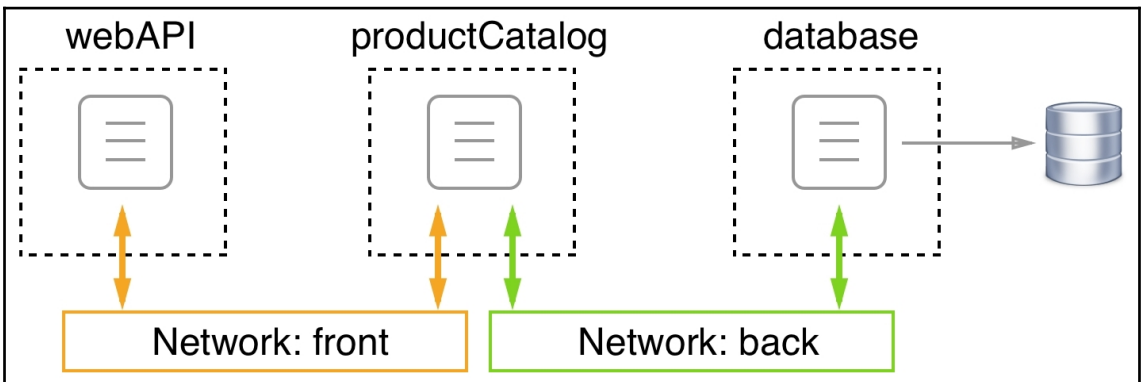 webAPI
productCatalog
database
Network: front
Network: back